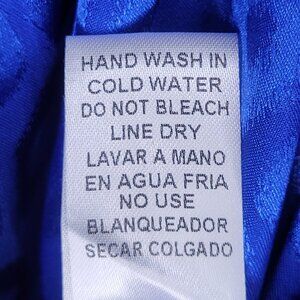 HAND WASH IN
COLD WATER
DO NOT BLEACH
LINE DRY
LAVAR A MANO
EN AGUA FRIA
NO USE
BLANQUEADOR
SECAR COLGADO